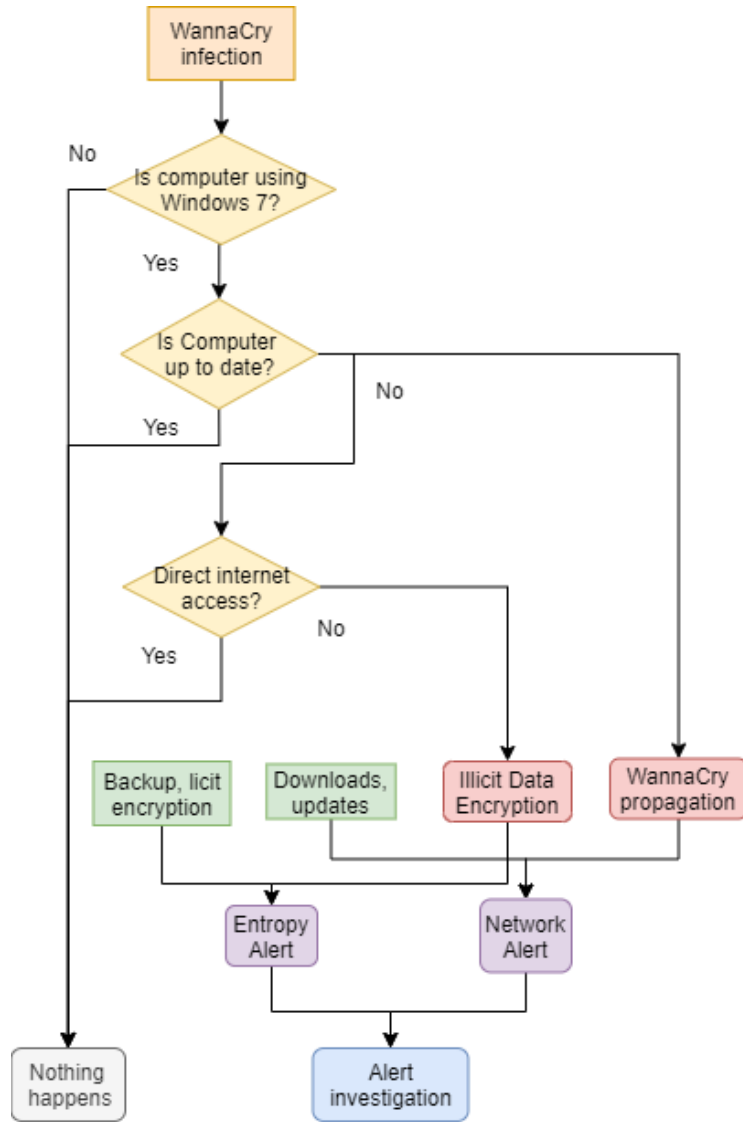 WannaCry
infection
No
Is computer using
Windows 7?
Yes
Is Computer
up to date?
No
Yes
Direct internet
access?
No
Yes
Backup, licit
encryption
Downloads,
updates
Illicit Data
Encryption
WannaCry
propagation
Entropy
Alert
Network
Alert
Nothing
happens
Alert
investigation